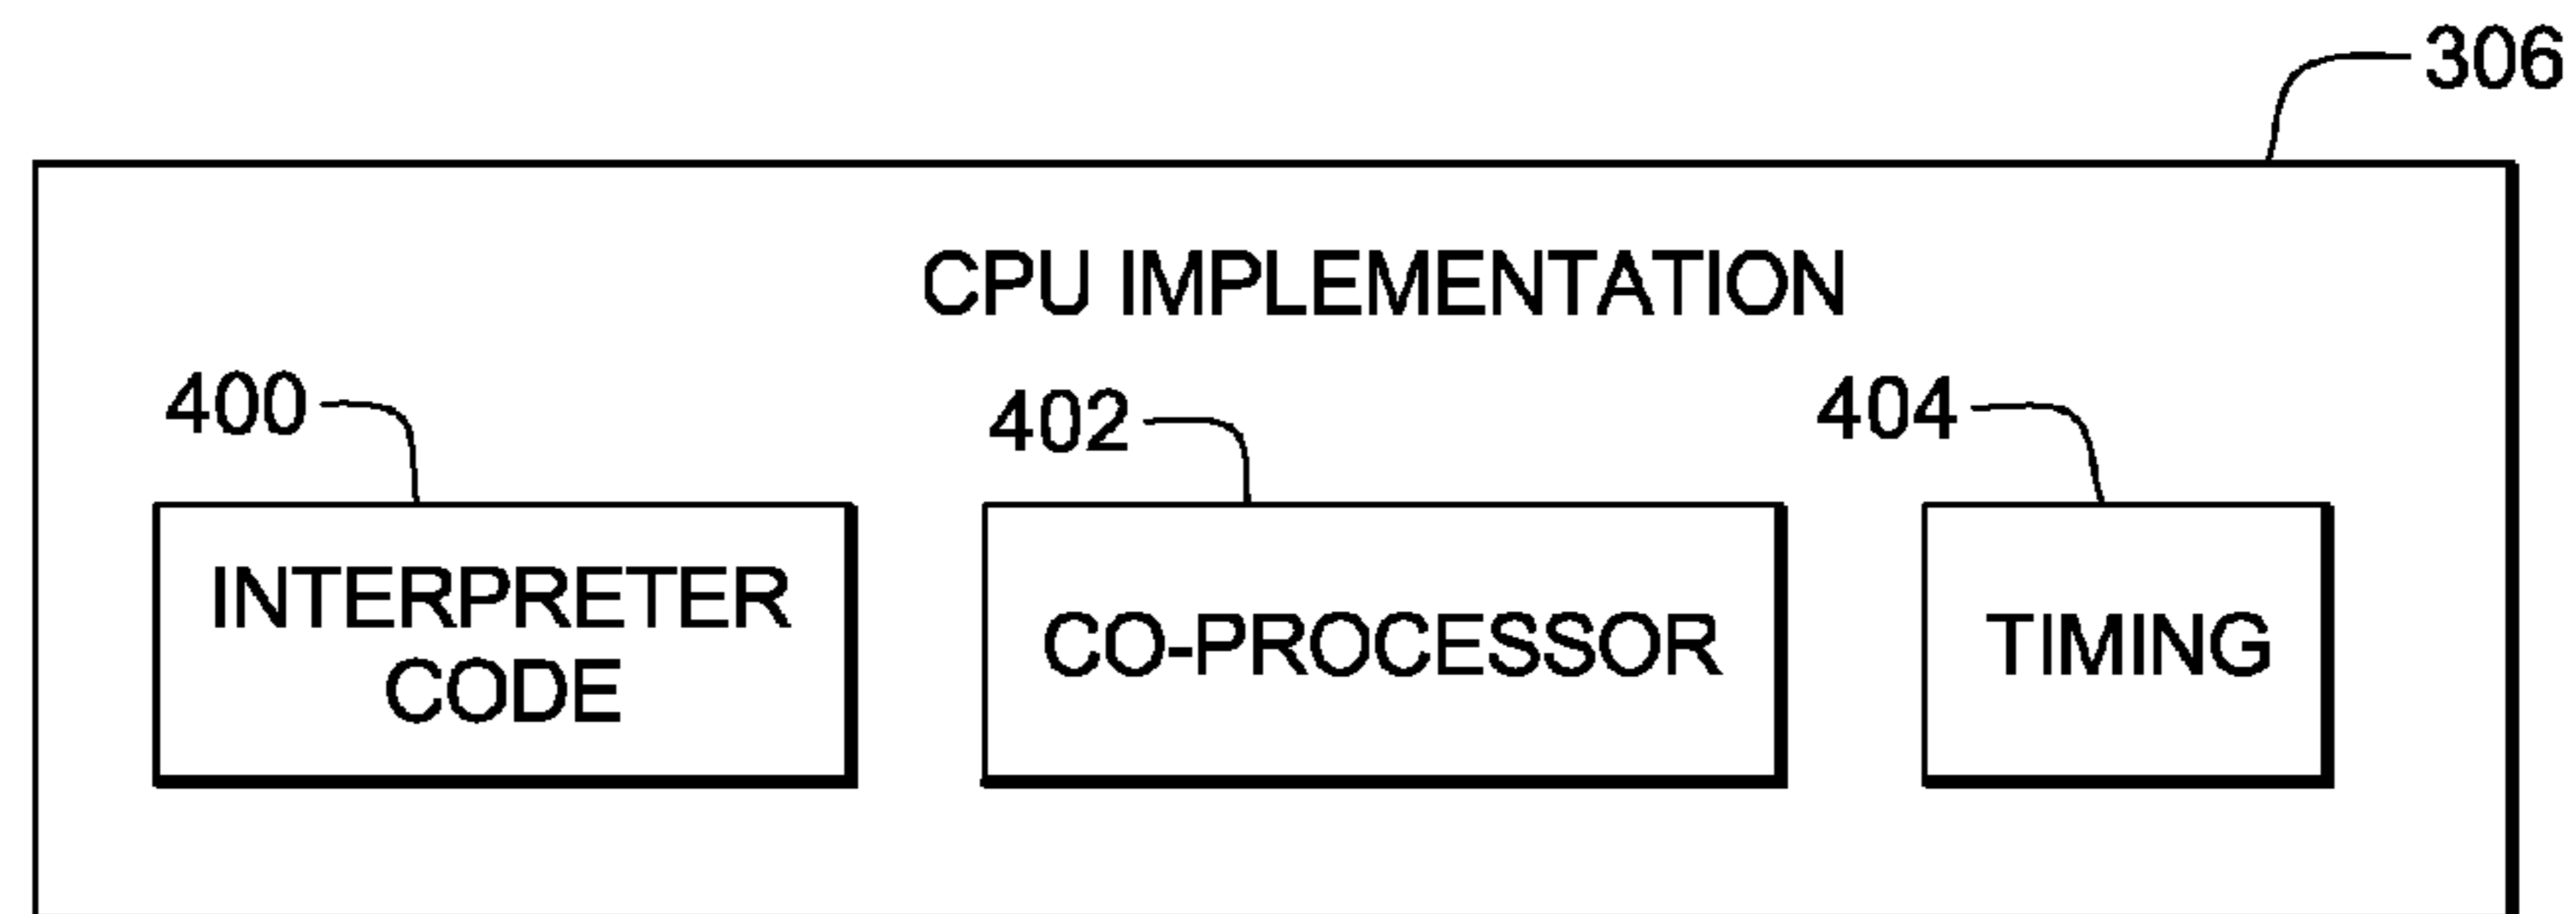 306
CPU IMPLEMENTATION
400
402
404
INTERPRETER
CODE
CO-PROCESSOR
TIMING